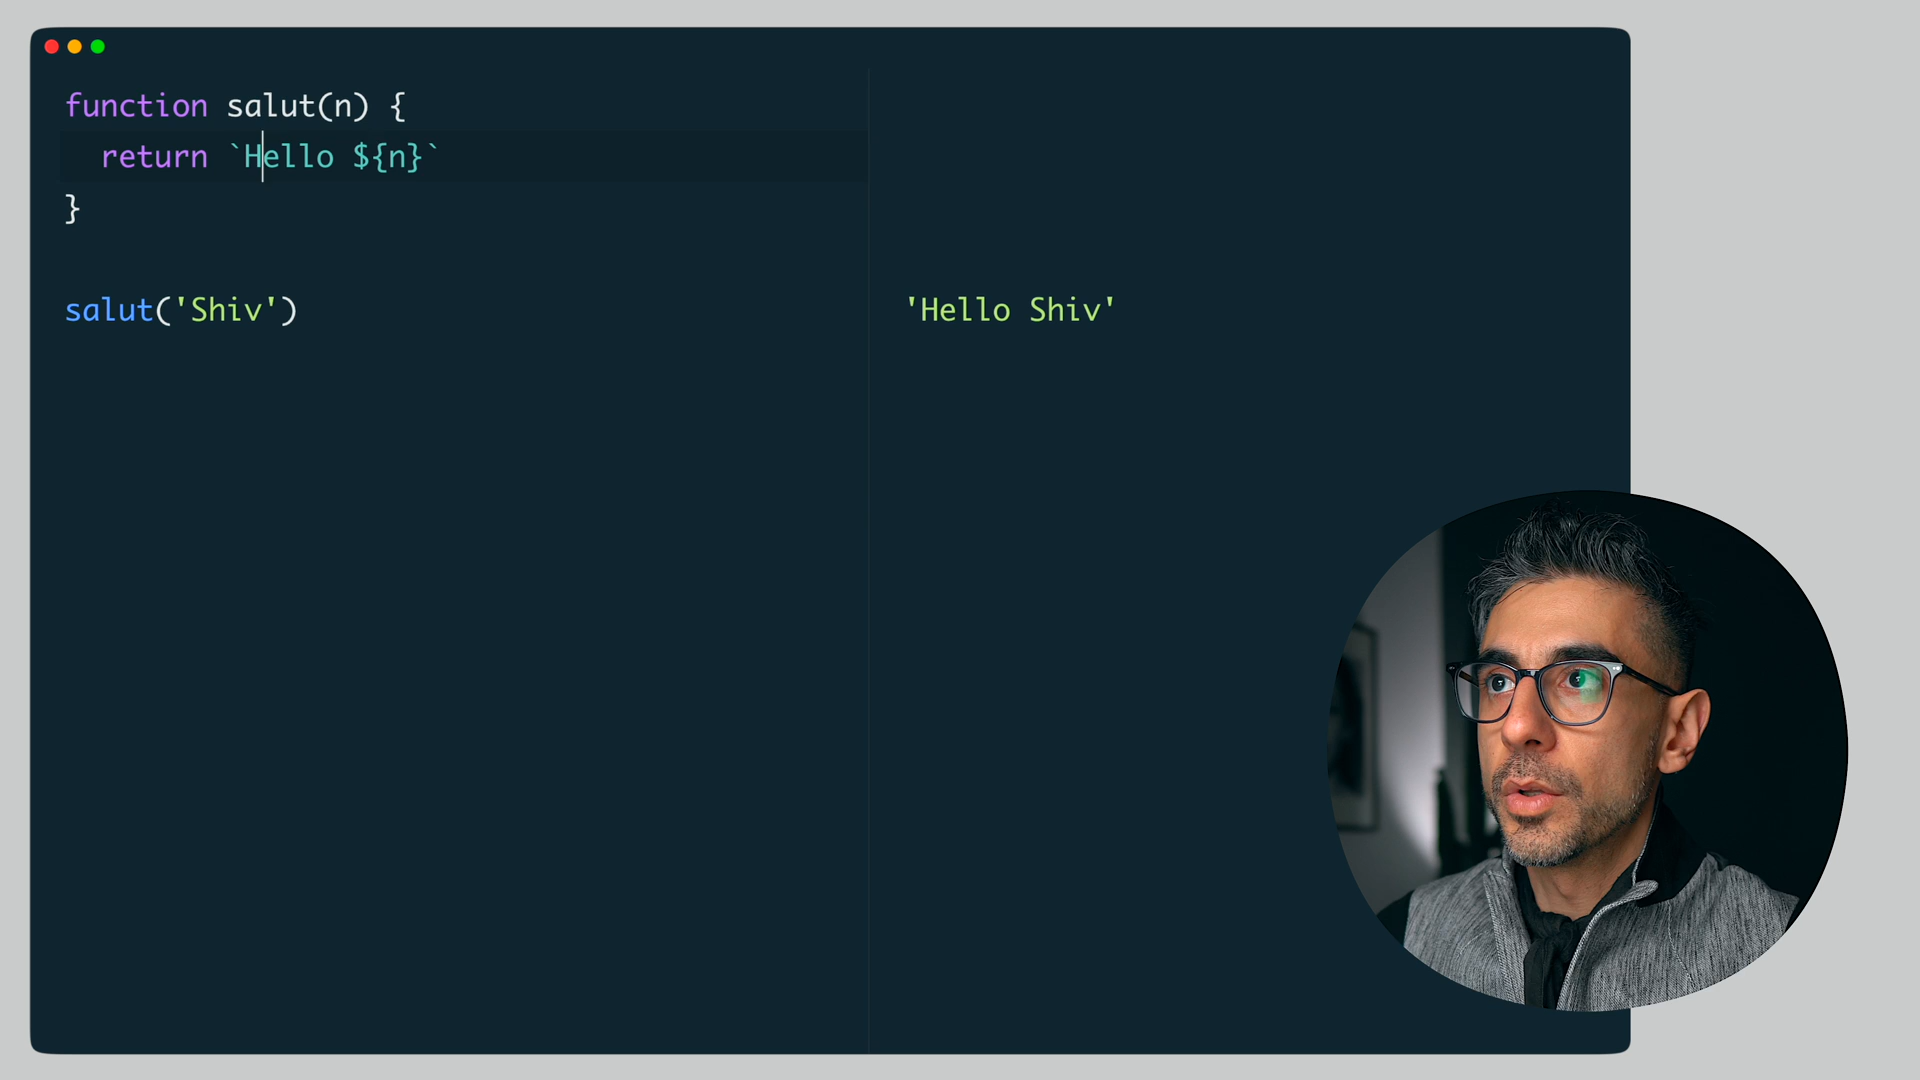 function salut(n) {
return `Hello ${n}`
}
salut('Shiv')
'Hello Shiv'